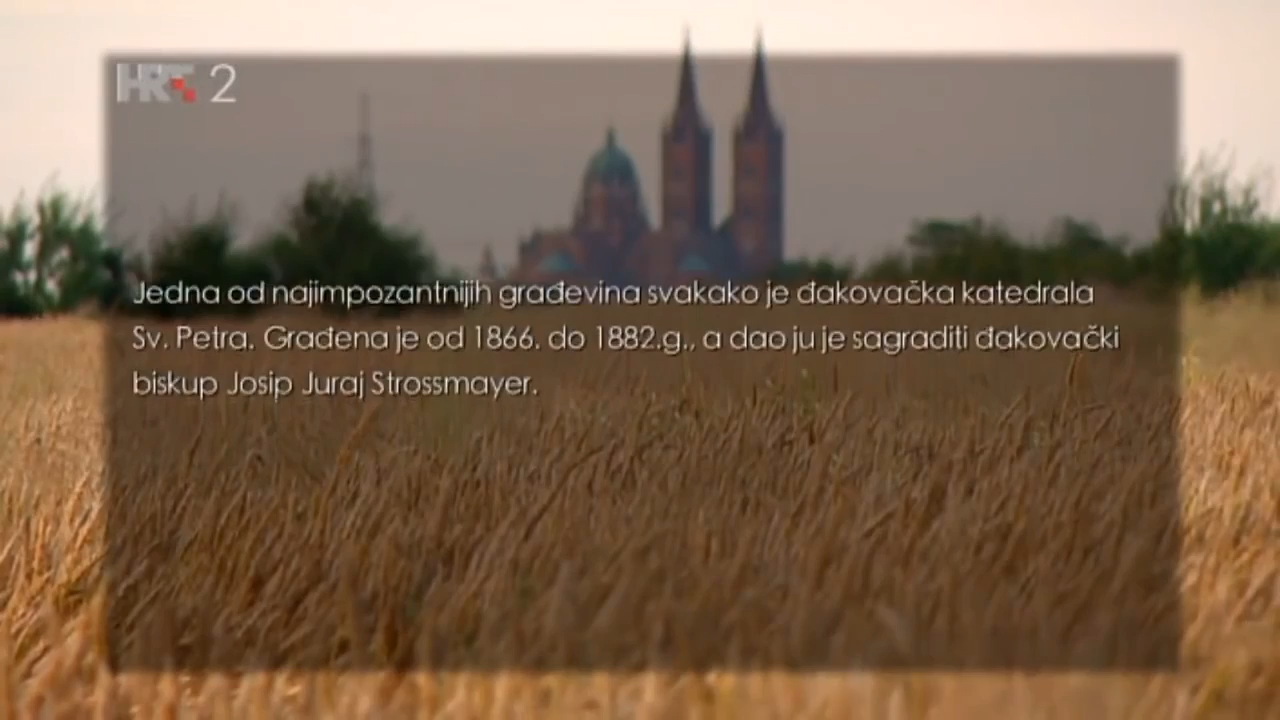 HRT 2
Jedna od najimpozantnijih građevina svakako je đakovačka katedrala
Sv. Petra. Građena je od 1866. do 1882.g., a dao ju je sagraditi đakovački
biskup Josip Juraj Strossmayer.